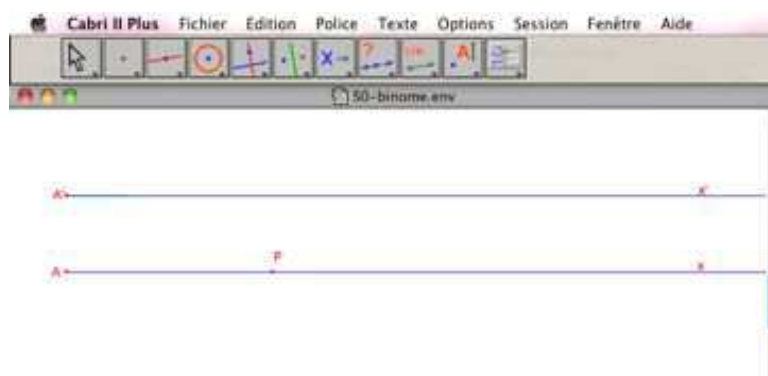 Cabri II Plus Fichier Edition Police Texte Options Session Fenêtre Aide
X ? A
50-binome.env
A' x'
P
A x